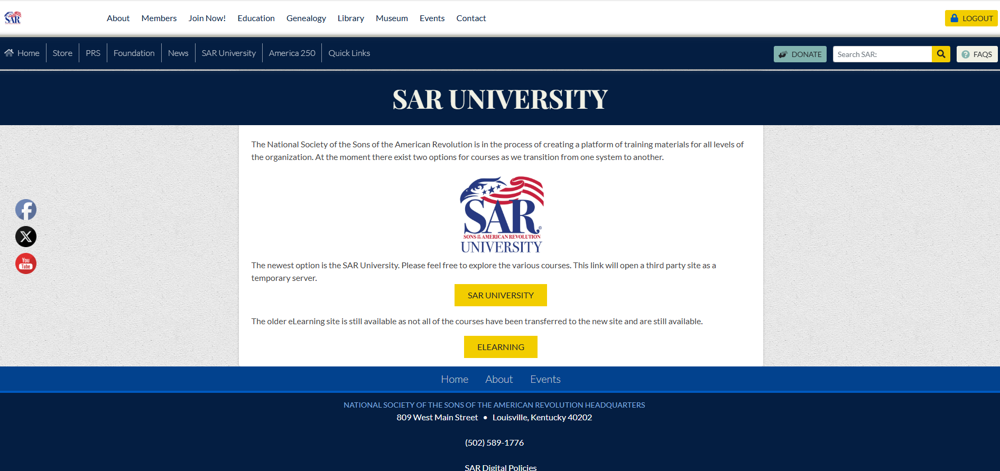 SAR
About Members Join Now! Education Genealogy Library Museum Events Contact
LOGOUT
Home Store PRS Foundation News SAR University America 250 Quick Links
DONATE Search SAR: FAQS
SAR UNIVERSITY
The National Society of the Sons of the American Revolution is in the process of creating a platform of training materials for all levels of
the organization. At the moment there exist two options for courses as we transition from one system to another.
SAR
SONS OF THE AMERICAN REVOLUTION
UNIVERSITY
The newest option is the SAR University. Please feel free to explore the various courses. This link will open a third party site as a
temporary server.
SAR UNIVERSITY
The older eLearning site is still available as not all of the courses have been transferred to the new site and are still available.
ELEARNING
You
Tube
Home About Events
NATIONAL SOCIETY OF THE SONS OF THE AMERICAN REVOLUTION HEADQUARTERS
809 West Main Street • Louisville, Kentucky 40202
(502) 589-1776
SAR Digital Policies